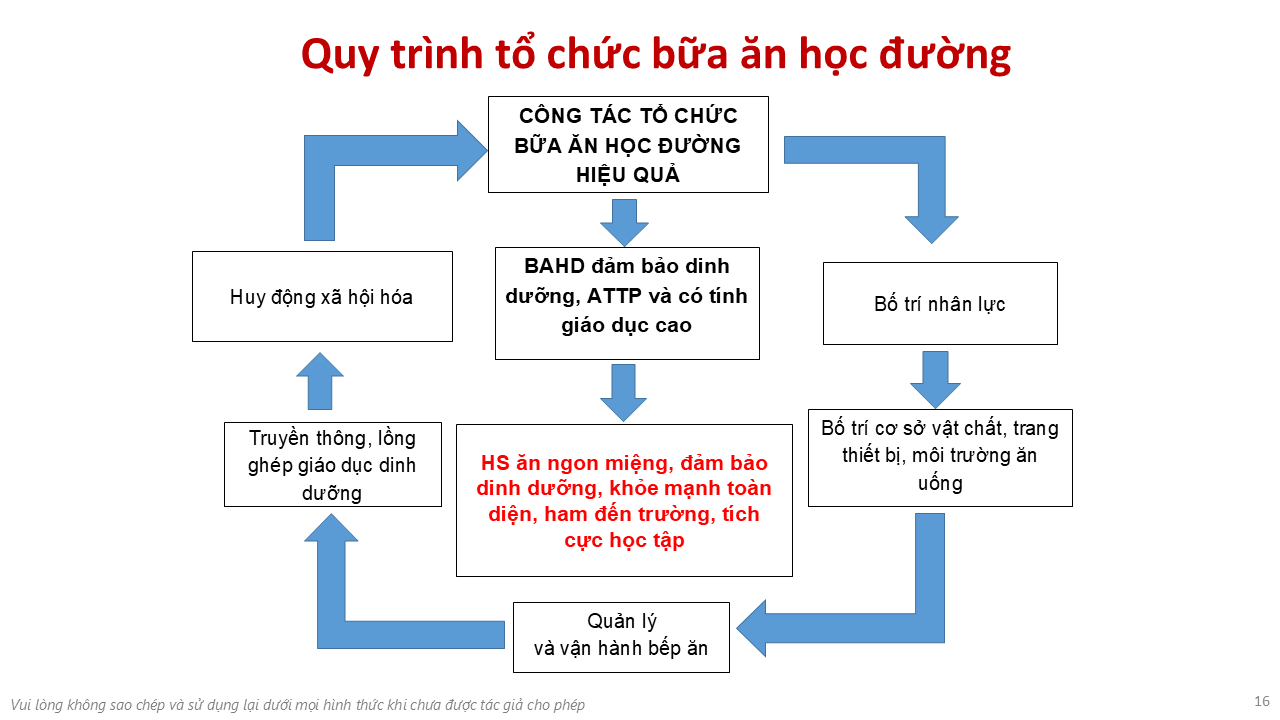 Quy trình tổ chức bữa ăn học đường
CÔNG TÁC TỔ CHỨC
BỮA ĂN HỌC ĐƯỜNG
HIỆU QUẢ
Huy động xã hội hóa
BAHD đảm bảo dinh
dưỡng, ATTP và có tính
giáo dục cao
Bố trí nhân lực
Truyền thông, lồng
ghép giáo dục dinh
dưỡng
HS ăn ngon miệng, đảm bảo
dinh dưỡng, khỏe mạnh toàn
diện, ham đến trường, tích
cực học tập
Bố trí cơ sở vật chất, trang
thiết bị, môi trường ăn
uống
Quản lý
và vận hành bếp ăn
Vui lòng không sao chép và sử dụng lại dưới mọi hình thức khi chưa được tác giả cho phép
16